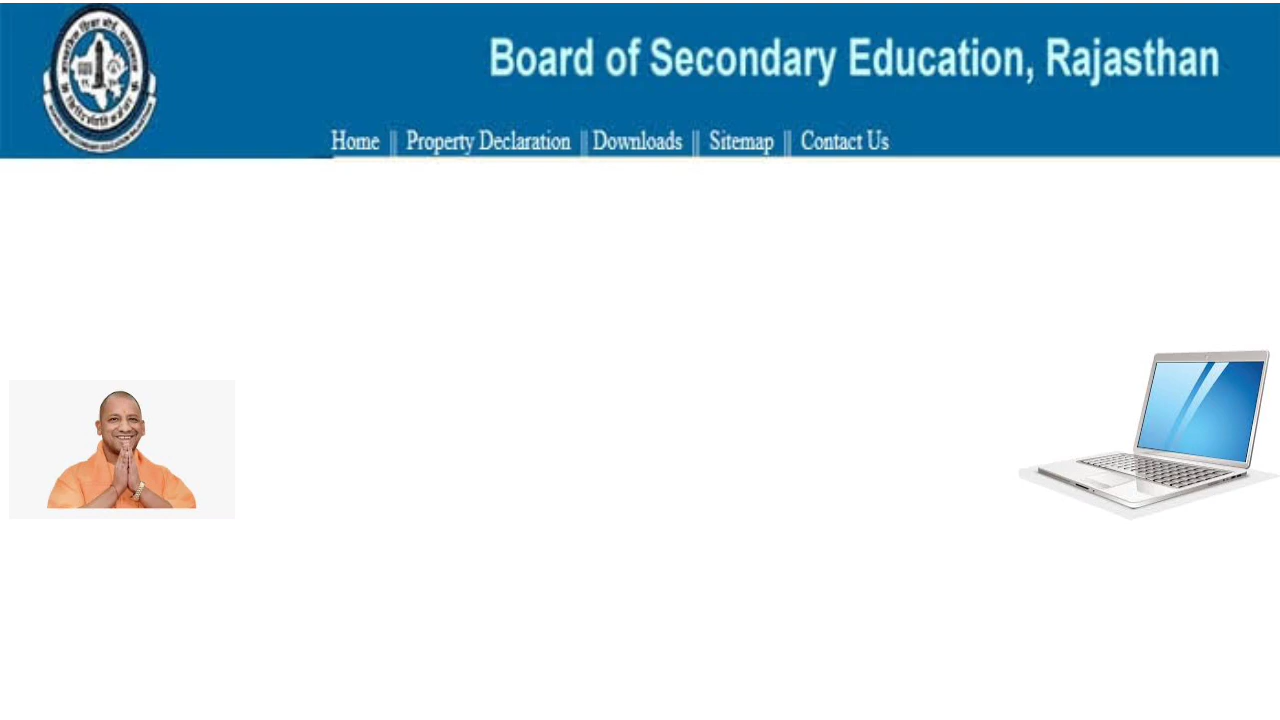 Board of Secondary Education, Rajasthan
Home || Property Declaration || Downloads || Sitemap || Contact Us